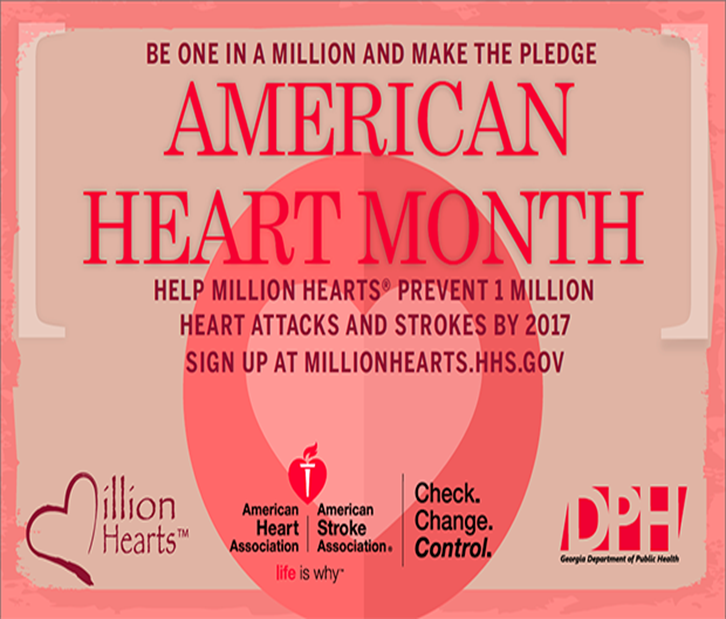 BE ONE IN A MILLION AND MAKE THE PLEDGE
AMERICAN
HEART MONTH
HELP MILLION HEARTS® PREVENT 1 MILLION
HEART ATTACKS AND STROKES BY 2017
SIGN UP AT MILLIONHEARTS.HHS.GOV
Million
Hearts™
American
Heart
Association
American
Stroke
Association®
life is why™
Check.
Change.
Control.
DPH
Georgia Department of Public Health